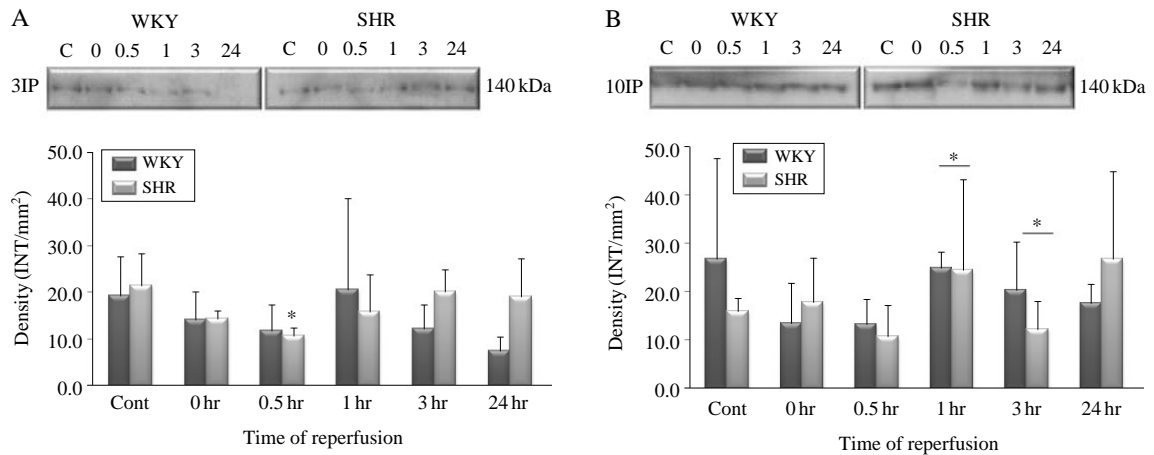 A
WKY SHR
C 0 0.5 1 3 24 C 0 0.5 1 3 24
3IP 140 kDa
50.0
40.0
30.0
20.0
10.0
0.0
Density (INT/mm²)
WKY
SHR
*
Cont 0 hr 0.5 hr 1 hr 3 hr 24 hr
Time of reperfusion
B
WKY SHR
C 0 0.5 1 3 24 C 0 0.5 1 3 24
10IP 140 kDa
50.0
40.0
30.0
20.0
10.0
0.0
Density (INT/mm²)
WKY
SHR
*
*
Cont 0 hr 0.5 hr 1 hr 3 hr 24 hr
Time of reperfusion